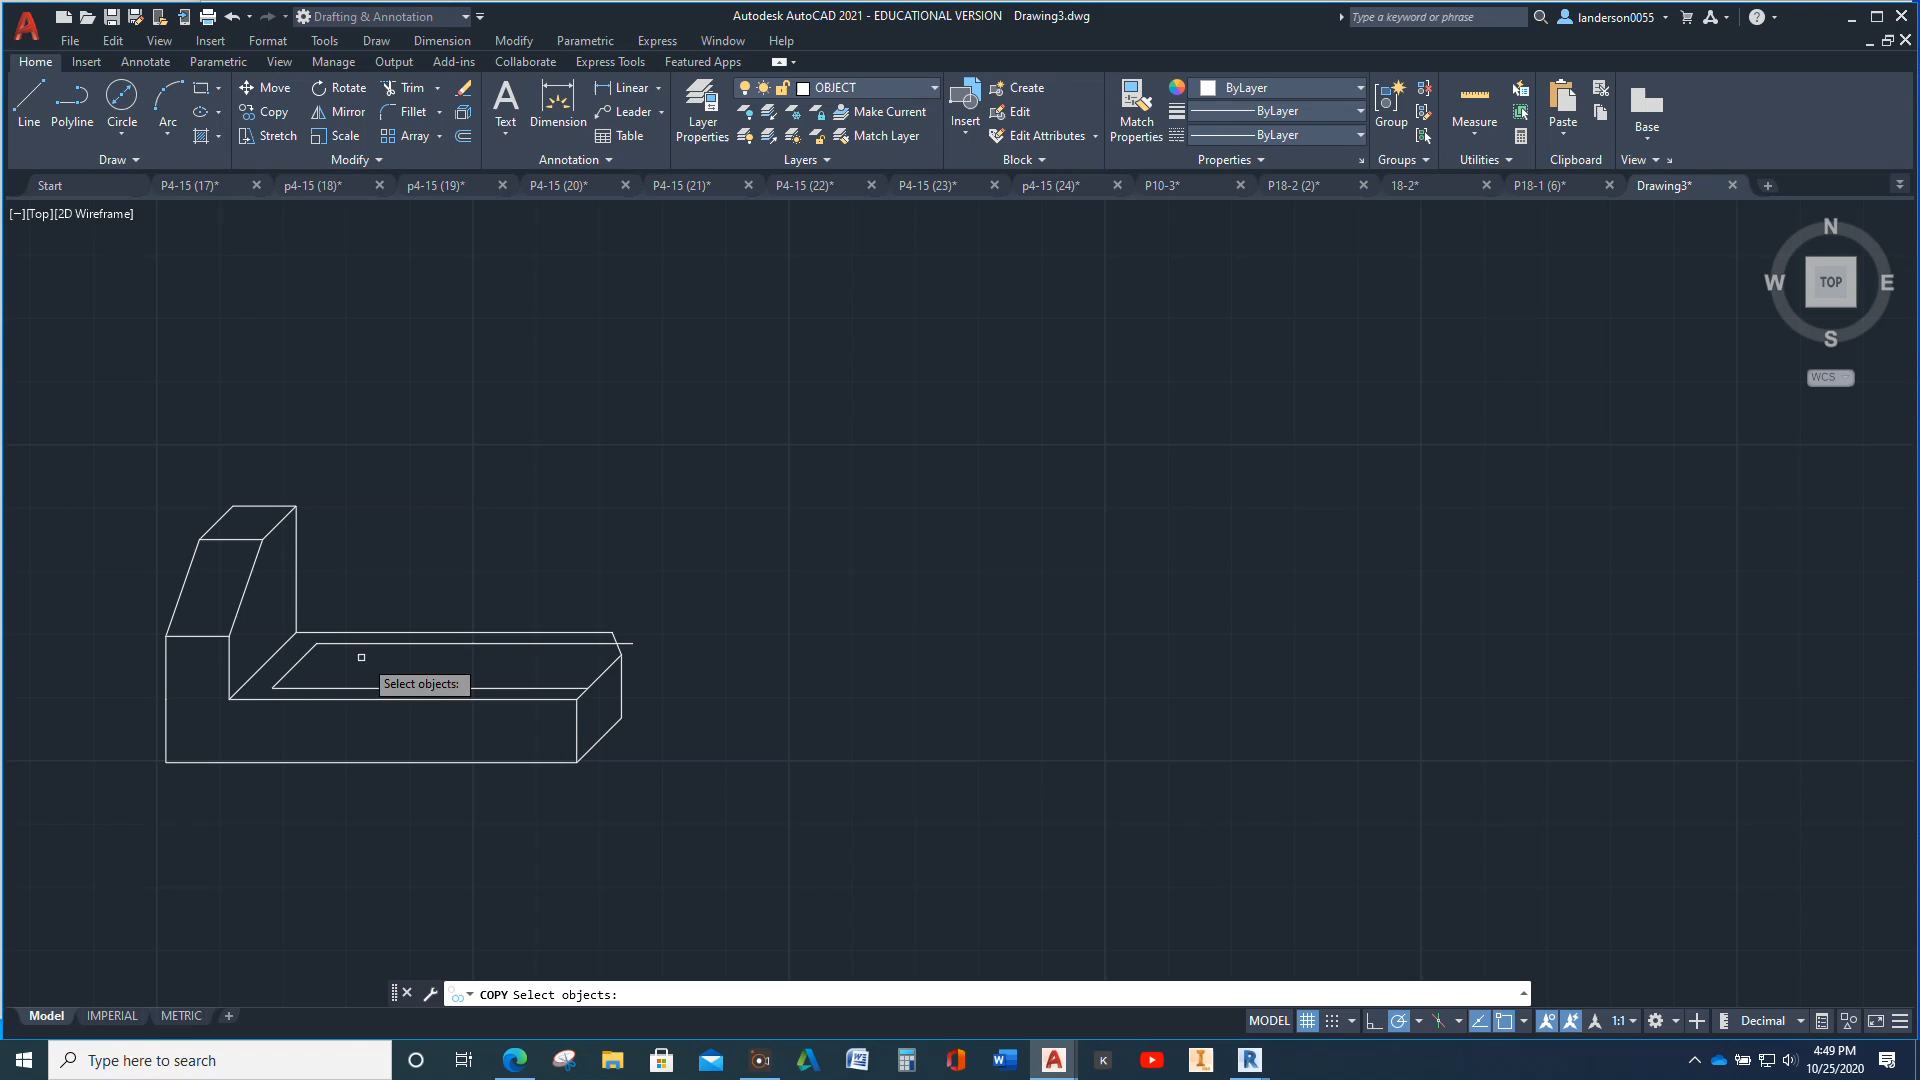 Drafting & Annotation
Autodesk AutoCAD 2021 - EDUCATIONAL VERSION Drawing3.dwg
Type a keyword or phrase
landerson0055
File Edit View Insert Format Tools Draw Dimension Modify Parametric Express Window Help
Home Insert Annotate Parametric View Manage Output Add-ins Collaborate Express Tools Featured Apps
Line Polyline Circle Arc
Move Rotate Trim
Copy Mirror Fillet
Stretch Scale Array
Text Dimension
Linear
Leader
Table
Layer Properties
OBJECT
Make Current
Match Layer
Insert
Create
Edit
Edit Attributes
Match Properties
ByLayer
ByLayer
ByLayer
Group
Measure
Paste
Base
Draw Modify Annotation Layers Block Properties Groups Utilities Clipboard View
Start P4-15 (17)* p4-15 (18)* p4-15 (19)* P4-15 (20)* P4-15 (21)* P4-15 (22)* P4-15 (23)* p4-15 (24)* P10-3* P18-2 (2)* 18-2* P18-1 (6)* Drawing3*
[−][Top][2D Wireframe]
N
W TOP E
S
WCS
Select objects:
COPY Select objects:
Model IMPERIAL METRIC
MODEL 1:1 Decimal
Type here to search
4:49 PM
10/25/2020